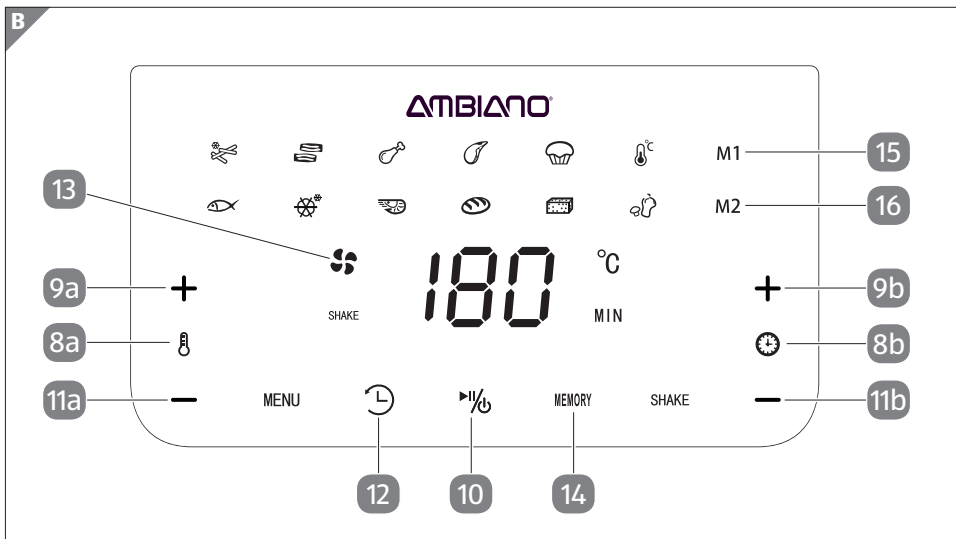 B
AMBIANO
°C M1 15
13
M2 16
180 °C
9a + + 9b
SHAKE MIN
8a 8b
11a − MENU MEMORY SHAKE − 11b
12 10 14